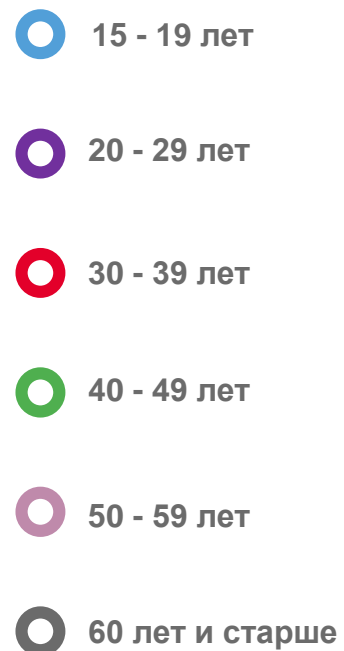 15 - 19 лет
20 - 29 лет
30 - 39 лет
40 - 49 лет
50 - 59 лет
60 лет и старше